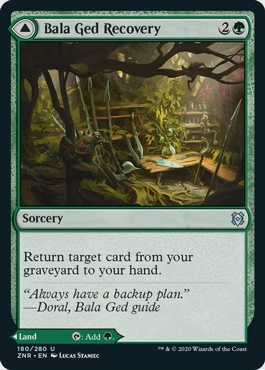 Bala Ged Recovery 2
Sorcery
Return target card from your
graveyard to your hand.
“Always have a backup plan.”
—Doral, Bala Ged guide
Land : Add .
180/280 U
ZNR • EN LUCAS STANIEC
™ & © 2020 Wizards of the Coast